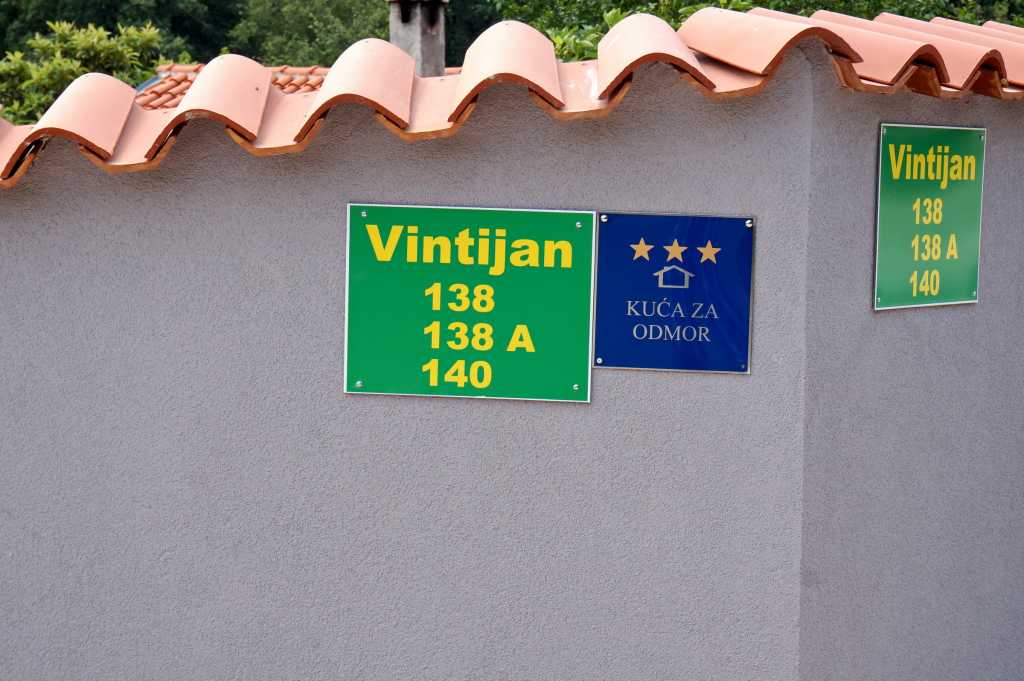 Vintijan
138
138 A
140
KUĆA ZA
ODMOR
Vintijan
138
138 A
140